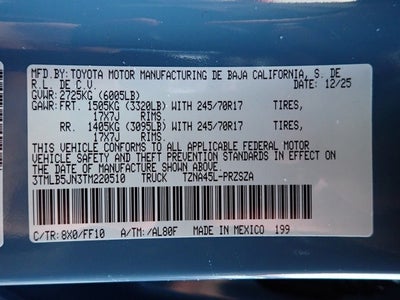 MFD.BY:TOYOTA MOTOR MANUFACTURING DE BAJA CALIFORNIA, S. DE
R.L. DE C.V. 12/25
GVWR: 2725KG (6005LB)
GAWR: FRT. 1505KG (3320LB) WITH 245/70R17 TIRES,
17X7J RIMS.
RR. 1405KG (3095LB) WITH 245/70R17 TIRES,
17X7J RIMS.
THIS VEHICLE CONFORMS TO ALL APPLICABLE FEDERAL MOTOR
VEHICLE SAFETY AND THEFT PREVENTION STANDARDS IN
EFFECT ON THE DATE OF MANUFACTURE SHOWN ABOVE.
3TMLB5JN3TM220510 TRUCK TZNA45L-PRZSZA
C/TR: 8X0/FF10 A/TM: /AL80F MADE IN MEXICO 199